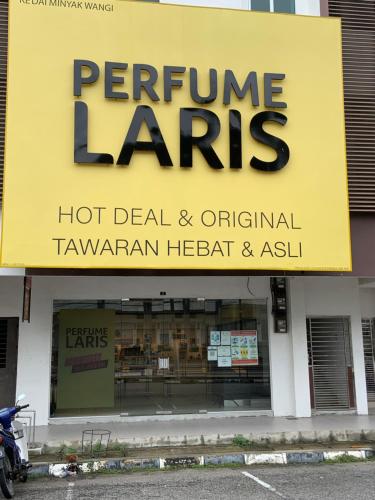 KEDAI MINYAK WANGI
PERFUME
LARIS
HOT DEAL & ORIGINAL
TAWARAN HEBAT & ASLI
PERFUME
LARIS